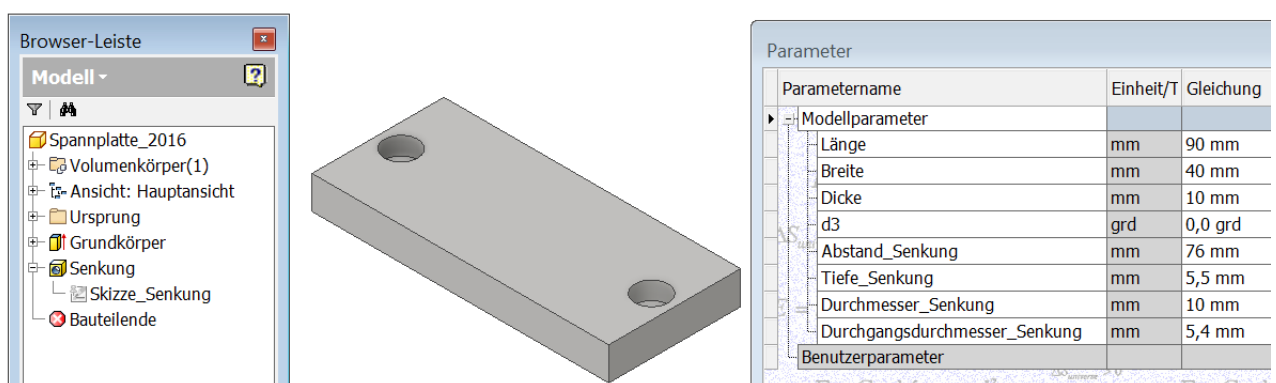 Browser-Leiste
Modell
Spannplatte_2016
Volumenkörper(1)
Ansicht: Hauptansicht
Ursprung
Grundkörper
Senkung
Skizze_Senkung
Bauteilende
Parameter
Parametername Einheit/T Gleichung
Modellparameter
Länge mm 90 mm
Breite mm 40 mm
Dicke mm 10 mm
d3 grd 0,0 grd
Abstand_Senkung mm 76 mm
Tiefe_Senkung mm 5,5 mm
Durchmesser_Senkung mm 10 mm
Durchgangsdurchmesser_Senkung mm 5,4 mm
Benutzerparameter